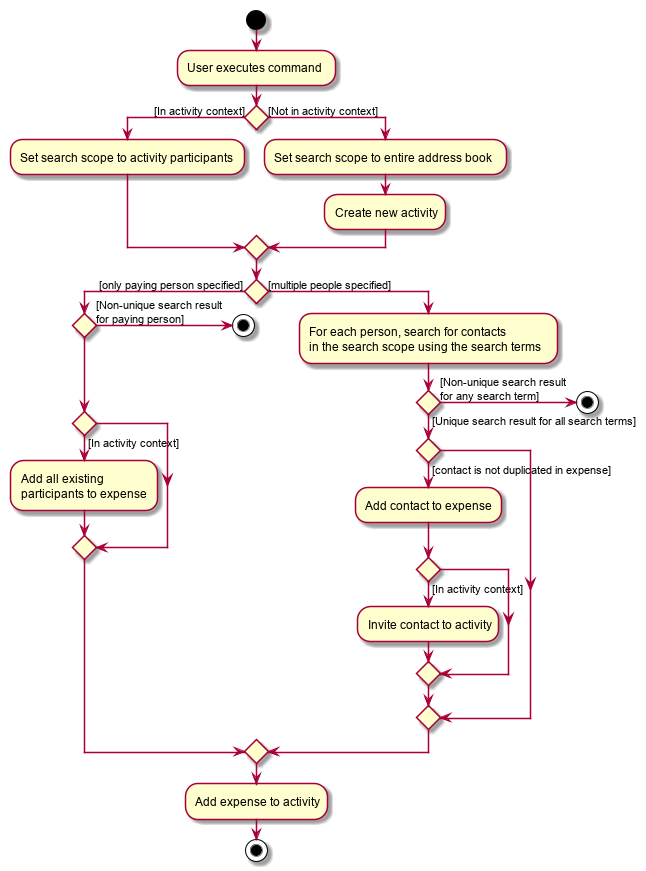 User executes command
[In activity context]
[Not in activity context]
Set search scope to activity participants
Set search scope to entire address book
Create new activity
[only paying person specified]
[multiple people specified]
[Non-unique search result
for paying person]
For each person, search for contacts
in the search scope using the search terms
[Non-unique search result
for any search term]
[Unique search result for all search terms]
[In activity context]
Add all existing
participants to expense
[contact is not duplicated in expense]
Add contact to expense
[In activity context]
Invite contact to activity
Add expense to activity